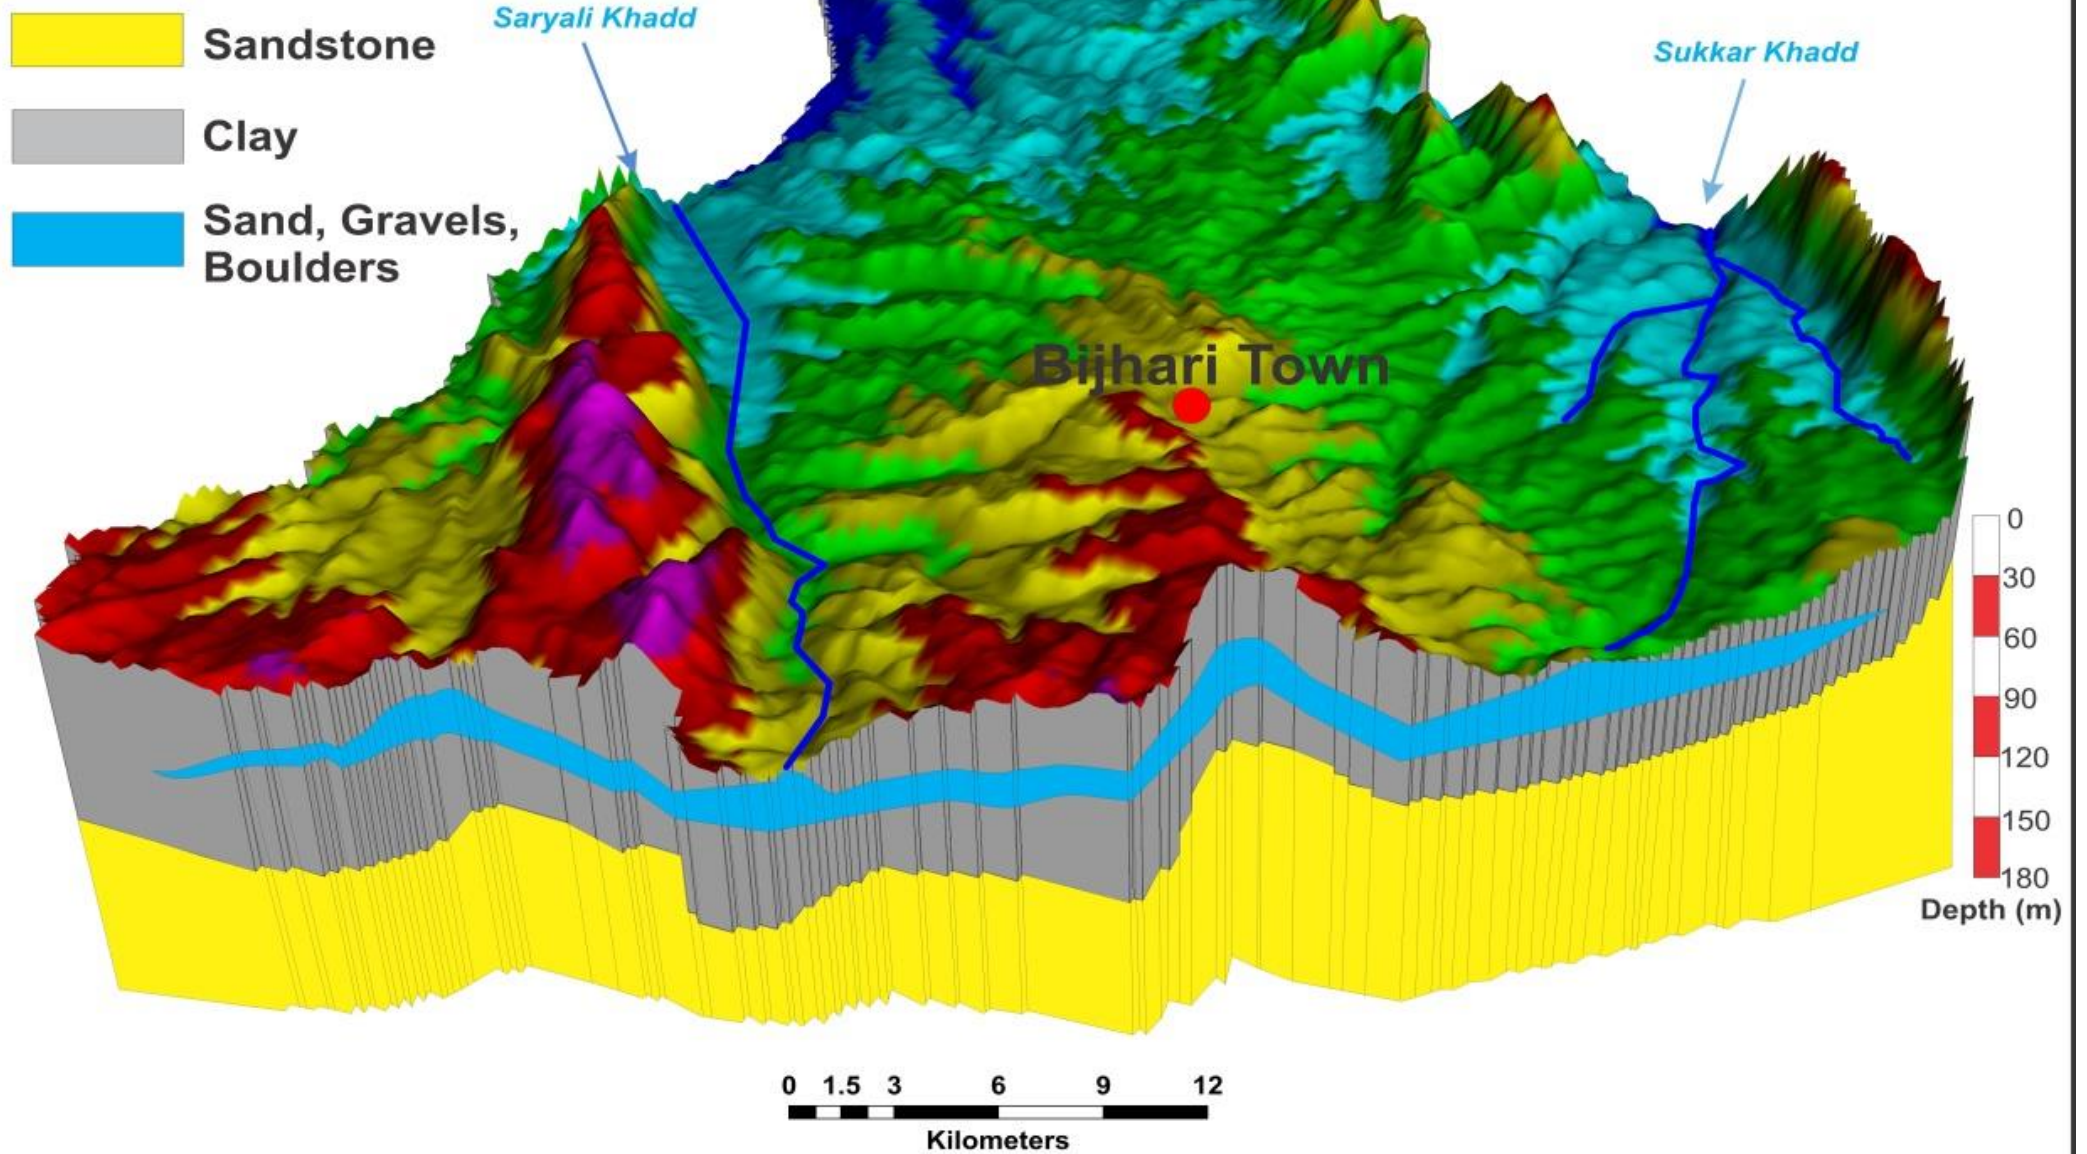 Sandstone
Clay
Sand, Gravels,
Boulders
Saryali Khadd
Sukkar Khadd
Bijhari Town
0
30
60
90
120
150
180
Depth (m)
0 1.5 3 6 9 12
Kilometers